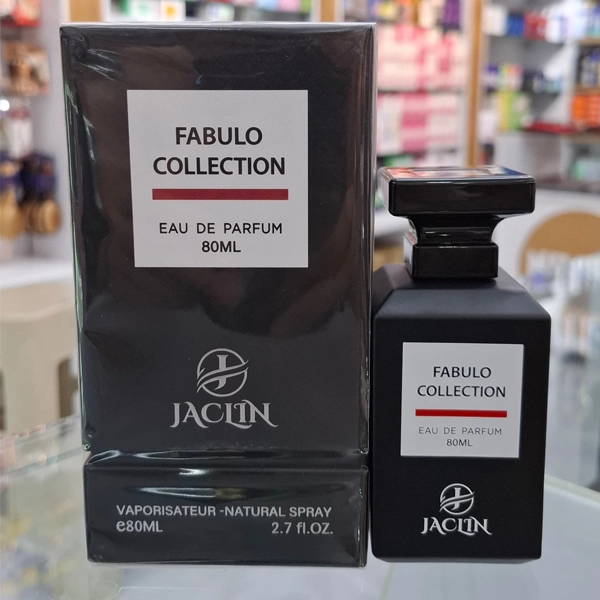 FABULO
COLLECTION
EAU DE PARFUM
80ML
JACLIN
VAPORISATEUR -NATURAL SPRAY
e80ML 2.7 fl.OZ.
FABULO
COLLECTION
EAU DE PARFUM
80ML
JACLIN